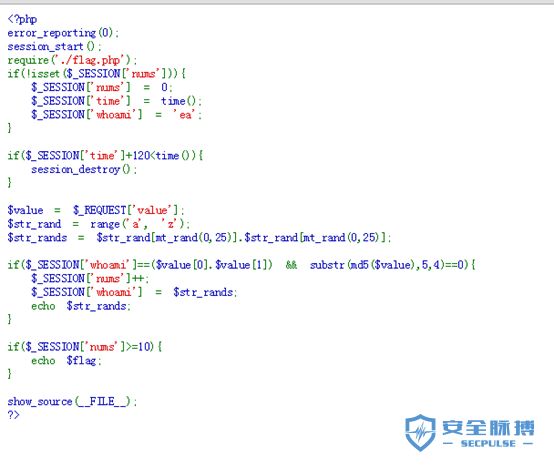 <?php
error_reporting(0);
session_start();
require('./flag.php');
if(!isset($_SESSION['nums'])){
    $_SESSION['nums'] = 0;
    $_SESSION['time'] = time();
    $_SESSION['whoami'] = 'ea';
}

if($_SESSION['time']+120<time()){
    session_destroy();
}

$value = $_REQUEST['value'];
$str_rand = range('a', 'z');
$str_rands = $str_rand[mt_rand(0,25)].$str_rand[mt_rand(0,25)];

if($_SESSION['whoami']==($value[0].$value[1]) && substr(md5($value),5,4)==0){
    $_SESSION['nums']++;
    $_SESSION['whoami'] = $str_rands;
    echo $str_rands;
}

if($_SESSION['nums']>=10){
    echo $flag;
}

show_source(__FILE__);
?>
安全脉搏
SECPULSE